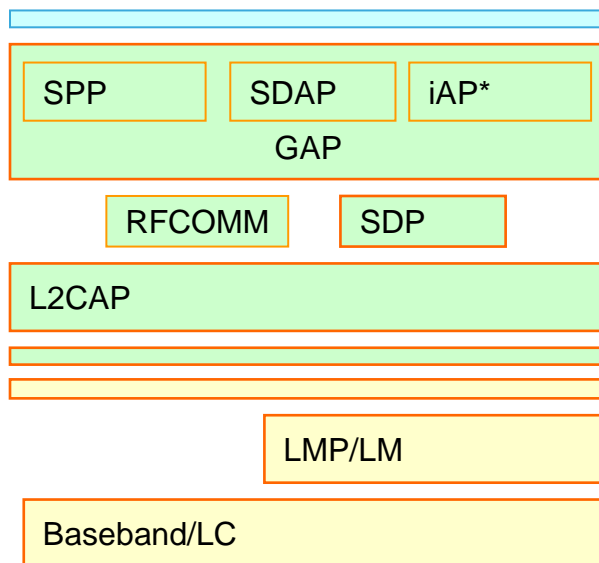 SPP
SDAP
iAP*
GAP
RFCOMM
SDP
L2CAP
LMP/LM
Baseband/LC